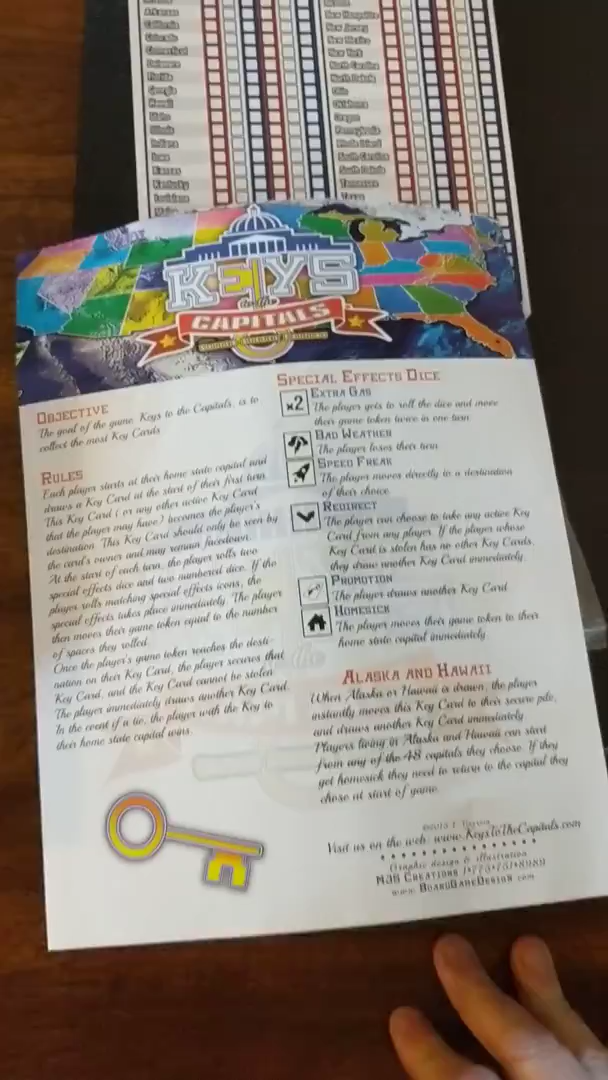 Arkansas
California
Colorado
Connecticut
Delaware
Florida
Georgia
Hawaii
Idaho
Illinois
Indiana
Iowa
Kansas
Kentucky
Louisiana
New Hampshire
New Jersey
New Mexico
New York
North Carolina
North Dakota
Ohio
Oklahoma
Oregon
Pennsylvania
Rhode Island
South Carolina
South Dakota
Tennessee
Texas
KEYS
to the
CAPITALS
OBJECTIVE
The goal of the game, Keys to the Capitals, is to
collect the most Key Cards.
RULES
Each player starts at their home state capital and
draws a Key Card at the start of their first turn.
This Key Card (or any other active Key Card
that the player may have) becomes the player's
destination. This Key Card should only be seen by
the card's owner and may remain facedown.
At the start of each turn, the player rolls two
special effects dice and two numbered dice. If the
player rolls matching special effects icons, the
special effects takes place immediately. The player
then moves their game token equal to the number
of spaces they rolled.
Once the player's game token reaches the desti-
nation on their Key Card, the player secures that
Key Card, and the Key Card cannot be stolen.
The player immediately draws another Key Card.
In the event of a tie, the player with the Key to
their home state capital wins.
SPECIAL EFFECTS DICE
x2
EXTRA GAS
The player gets to roll the dice and move
their game token twice in one turn.
BAD WEATHER
The player loses their turn.
SPEED FREAK
The player moves directly to a destination
of their choice.
REDIRECT
The player can choose to take any active Key
Card from any player. If the player whose
Key Card is stolen has no other Key Cards,
they draw another Key Card immediately.
PROMOTION
The player draws another Key Card.
HOMESICK
The player moves their game token to their
home state capital immediately.
ALASKA AND HAWAII
When Alaska or Hawaii is drawn, the player
instantly moves this Key Card to their secure pile,
and draws another Key Card immediately.
Players living in Alaska and Hawaii can start
from any of the 48 capitals they choose. If they
get homesick they need to return to the capital they
chose at start of game.
Visit us on the web: www.KeysToTheCapitals.com
Graphic design & illustration
MJS CREATIONS
www.BoardGameDesign.com